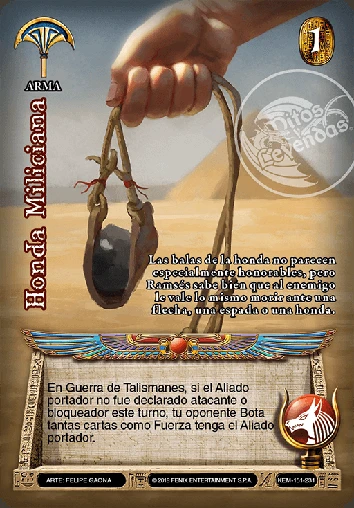 1
ARMA
Mitos y Leyendas
Honda Miliciana
Las balas de la honda no parecen
especialmente honorables, pero
Ramsés sabe bien que al enemigo
le vale lo mismo morir ante una
flecha, una espada o una honda.
En Guerra de Talismanes, si el Aliado
portador no fue declarado atacante o
bloqueador este turno, tu oponente Bota
tantas cartas como Fuerza tenga el Aliado
portador.
ARTE: FELIPE GAONA
© 2015 FENIX ENTERTAINMENT S.P.A.